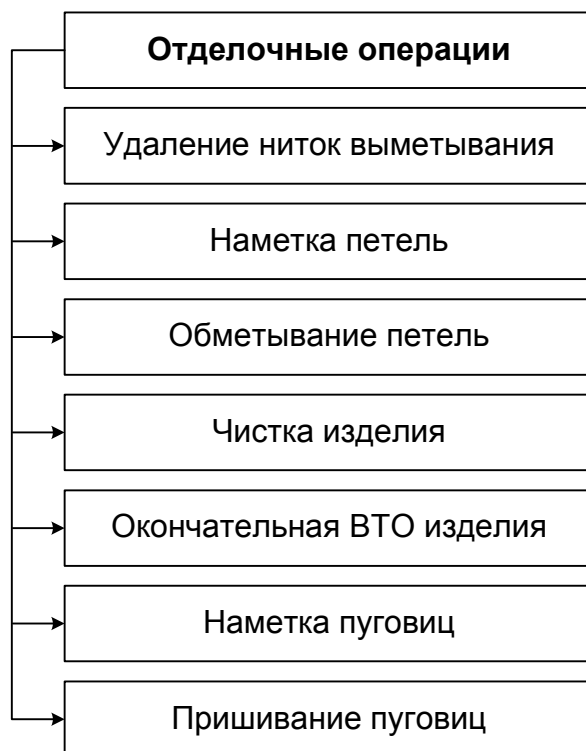 Отделочные операции
Удаление ниток выметывания
Наметка петель
Обметывание петель
Чистка изделия
Окончательная ВТО изделия
Наметка пуговиц
Пришивание пуговиц